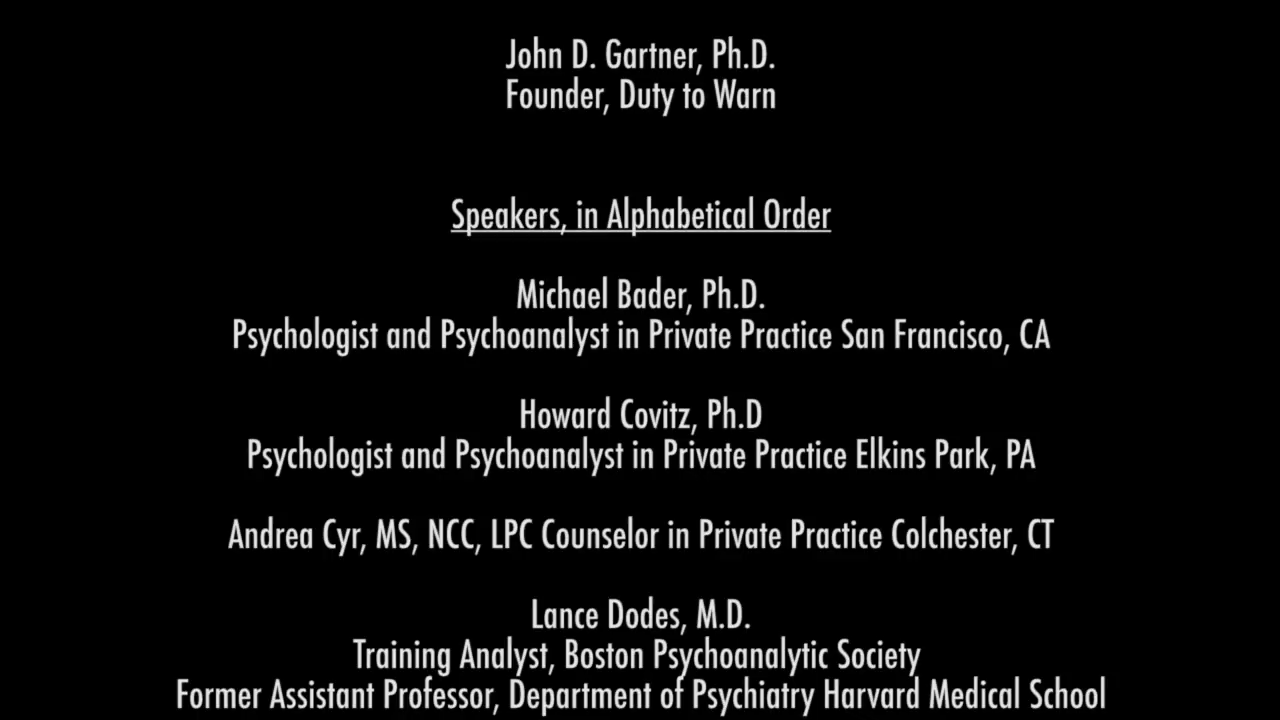 John D. Gartner, Ph.D.
Founder, Duty to Warn
Speakers, in Alphabetical Order
Michael Bader, Ph.D.
Psychologist and Psychoanalyst in Private Practice San Francisco, CA
Howard Covitz, Ph.D
Psychologist and Psychoanalyst in Private Practice Elkins Park, PA
Andrea Cyr, MS, NCC, LPC Counselor in Private Practice Colchester, CT
Lance Dodes, M.D.
Training Analyst, Boston Psychoanalytic Society
Former Assistant Professor, Department of Psychiatry Harvard Medical School